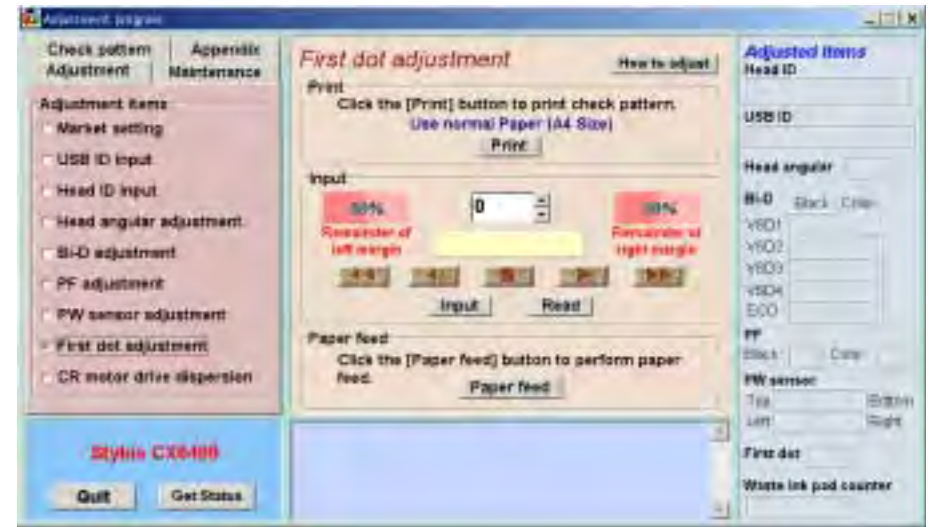 Adjustment program
Check pattern
Appendix
Adjustment
Maintenance
Adjustment items
Market setting
USB ID input
Head ID input
Head angular adjustment
Bi-D adjustment
PF adjustment
PW sensor adjustment
First dot adjustment
CR motor drive dispersion
Stylus CX6400
Quit
Get Status
First dot adjustment
How to adjust
Print
Click the [Print] button to print check pattern.
Use normal Paper (A4 Size)
Print
Input
0
Remainder of
left margin
Remainder of
right margin
Input
Read
Paper feed
Click the [Paper feed] button to perform paper
feed.
Paper feed
Adjusted items
Head ID
USB ID
Head angular
Bi-D Black Color
VSD1
VSD2
VSD3
VSD4
ECO
PF
Black Color
PW sensor
Top Bottom
Left Right
First dot
Waste ink pad counter